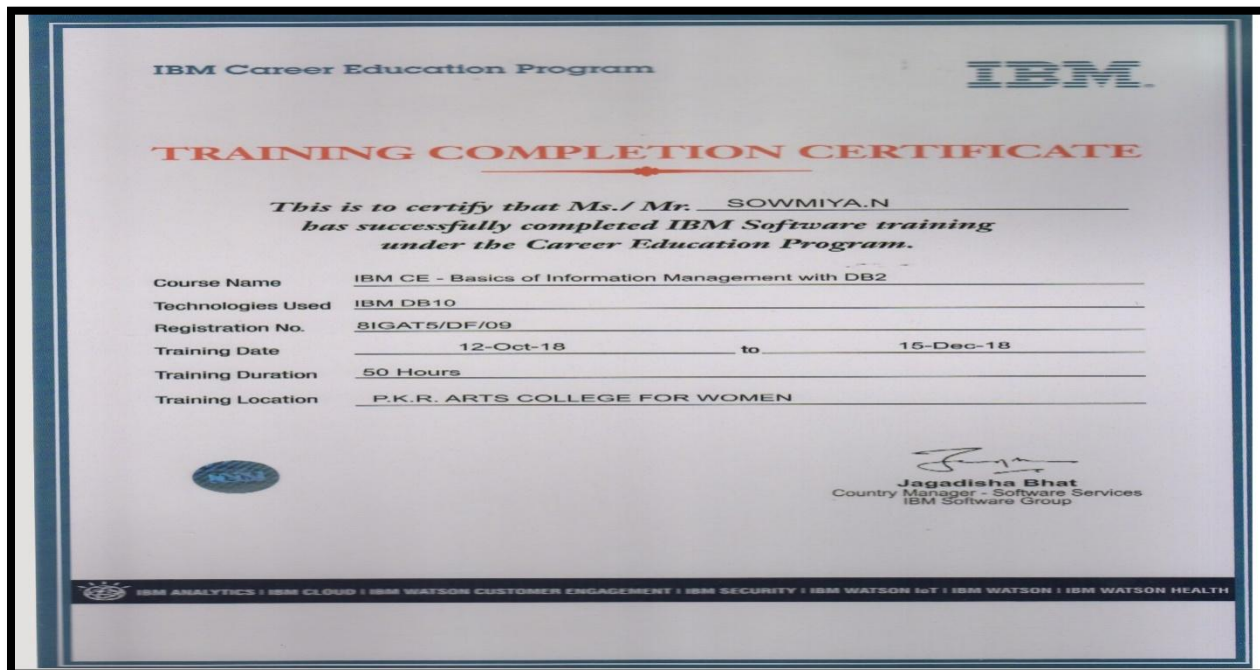 IBM Career Education Program
IBM.
TRAINING COMPLETION CERTIFICATE
This is to certify that Ms./ Mr. SOWMIYA.N
has successfully completed IBM Software training
under the Career Education Program.
Course Name IBM CE - Basics of Information Management with DB2
Technologies Used IBM DB10
Registration No. 8IGAT5/DF/09
Training Date 12-Oct-18 to 15-Dec-18
Training Duration 50 Hours
Training Location P.K.R. ARTS COLLEGE FOR WOMEN
Jagadisha Bhat
Country Manager - Software Services
IBM Software Group
IBM ANALYTICS I IBM CLOUD I IBM WATSON CUSTOMER ENGAGEMENT I IBM SECURITY I IBM WATSON IoT I IBM WATSON I IBM WATSON HEALTH